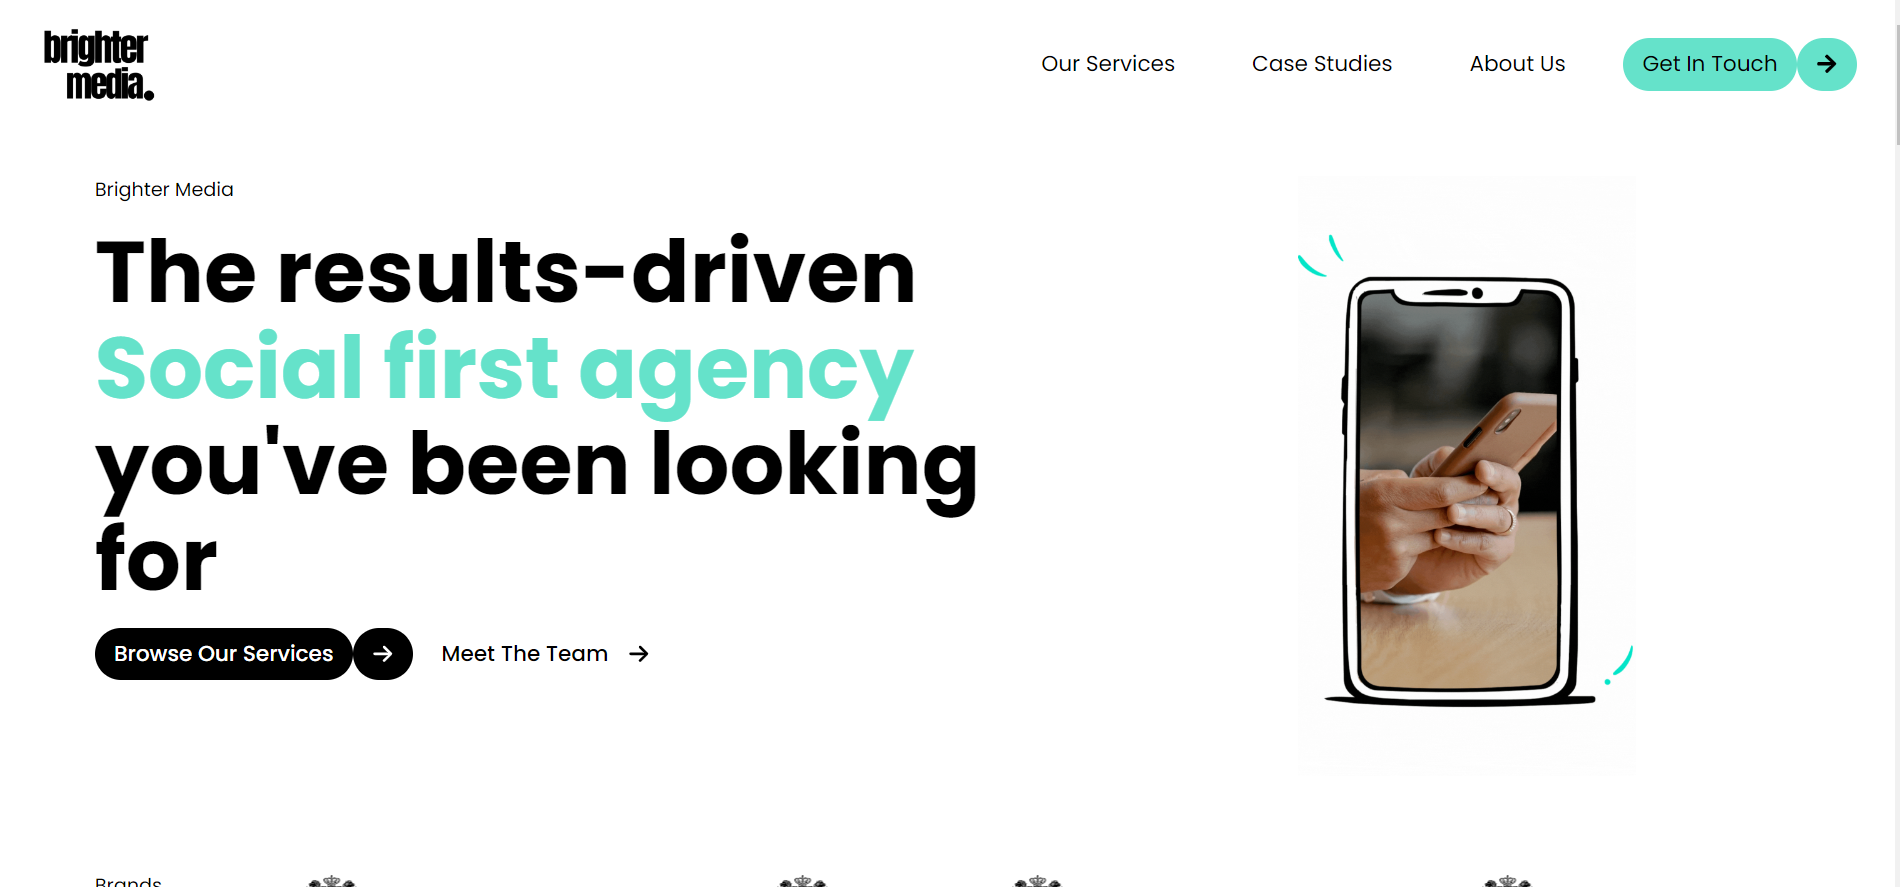 brighter
media.
Our Services
Case Studies
About Us
Get In Touch
Brighter Media
The results-driven
Social first agency
you've been looking
for
Browse Our Services
Meet The Team
Brands